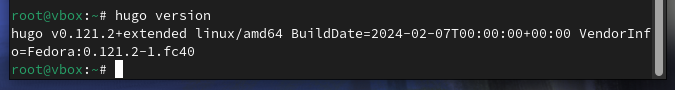 root@vbox:~# hugo version
hugo v0.121.2+extended linux/amd64 BuildDate=2024-02-07T00:00:00+00:00 VendorInf
o=Fedora:0.121.2-1.fc40
root@vbox:~#